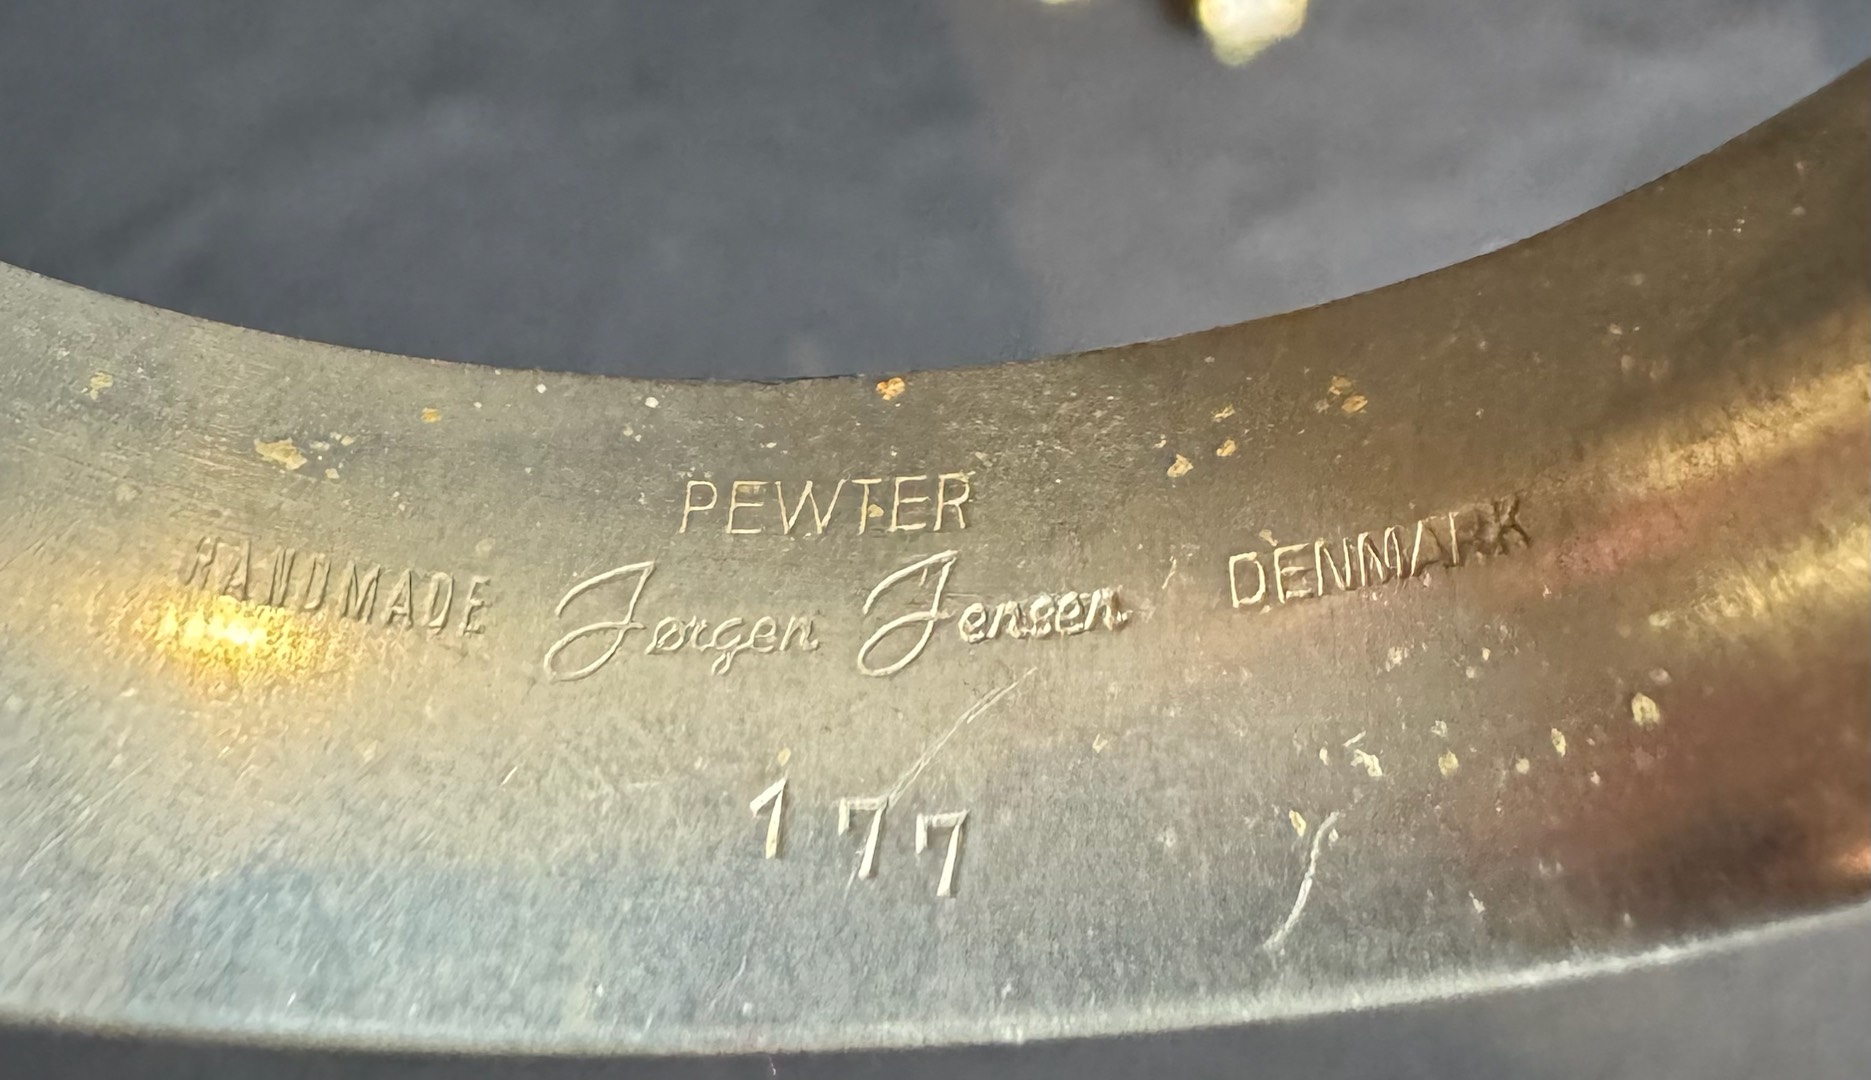 PEWTER
HANDMADE Jørgen Jensen DENMARK
177